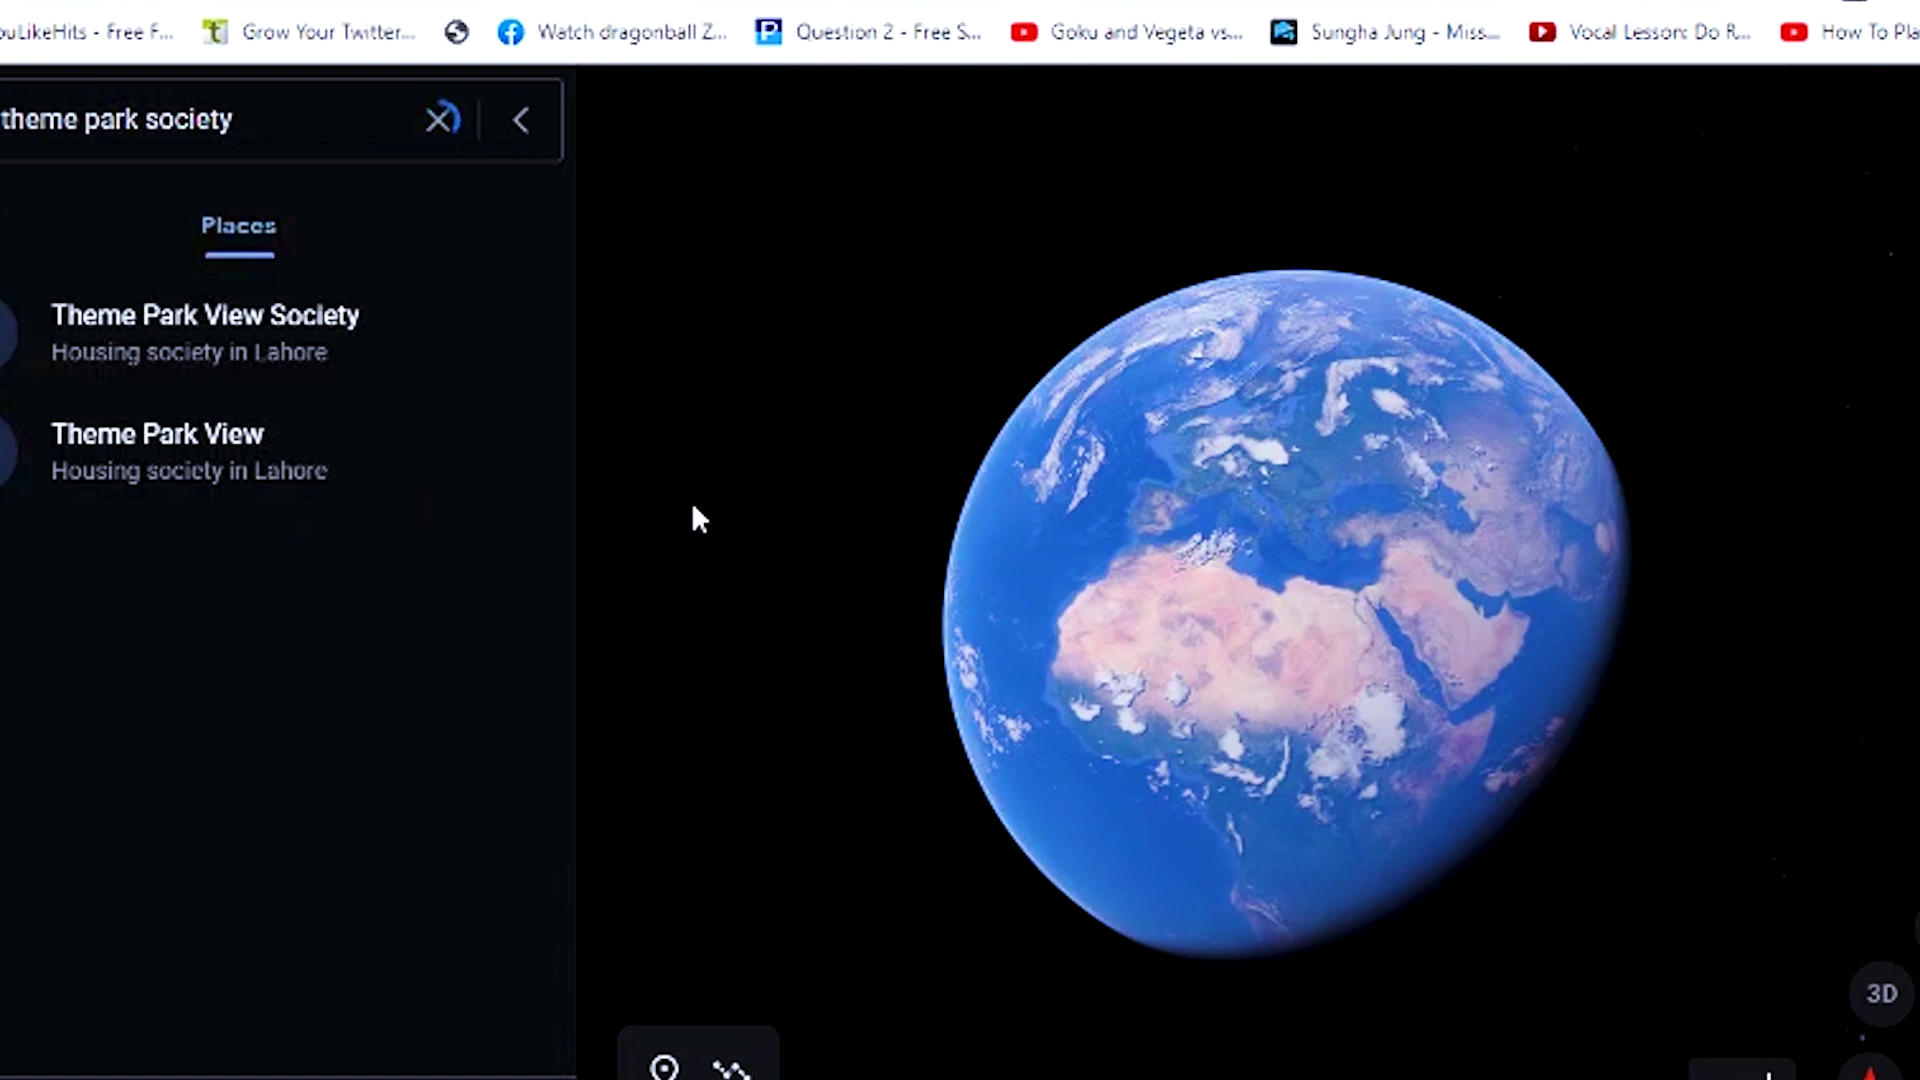 ouLikeHits - Free F...
Grow Your Twitter...
Watch dragonball Z...
Question 2 - Free S...
Goku and Vegeta vs...
Sungha Jung - Miss...
Vocal Lesson: Do R...
How To Pla
theme park society
Places
Theme Park View Society
Housing society in Lahore
Theme Park View
Housing society in Lahore
3D